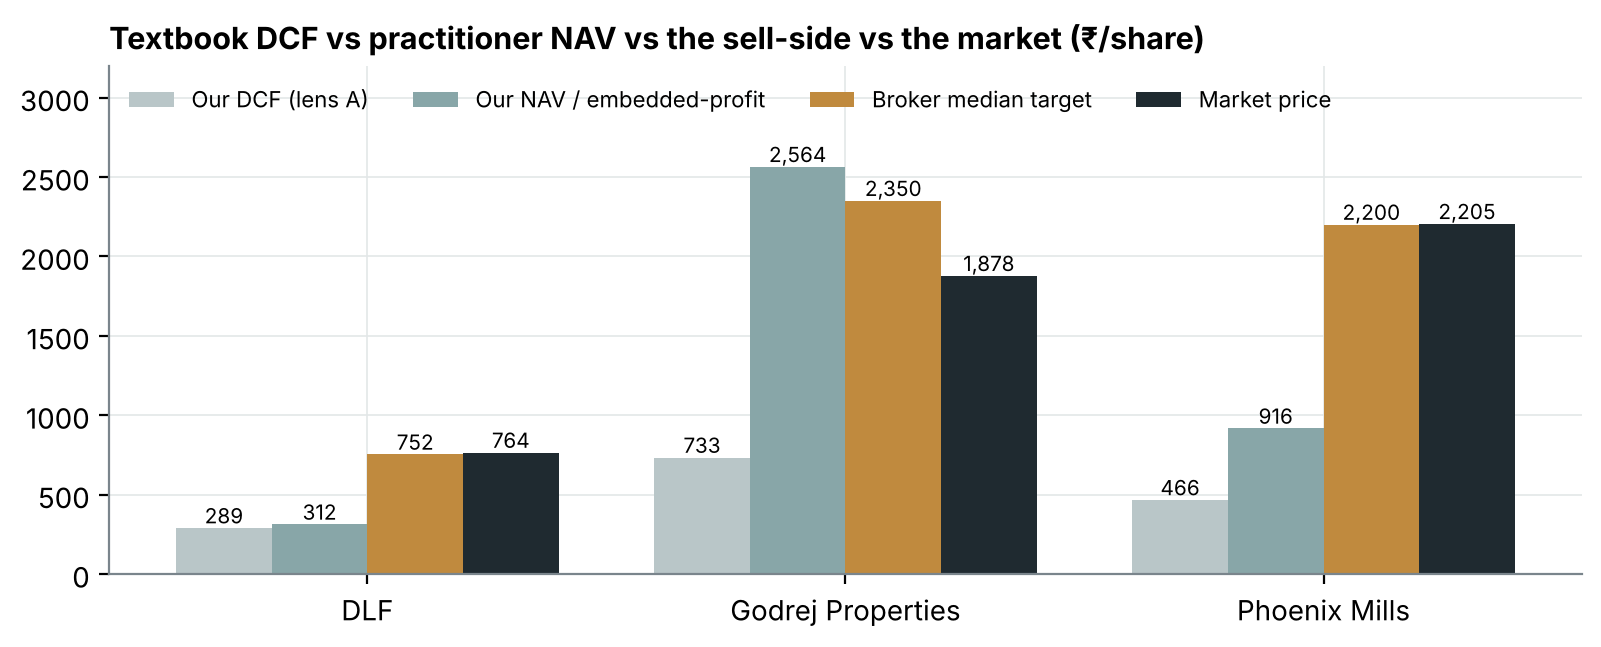 Textbook DCF vs practitioner NAV vs the sell-side vs the market (₹/share)
Our DCF (lens A) Our NAV / embedded-profit Broker median target Market price
3000
2500
2000
1500
1000
500
0
289 312 752 764
733 2,564 2,350 1,878
466 916 2,200 2,205
DLF Godrej Properties Phoenix Mills